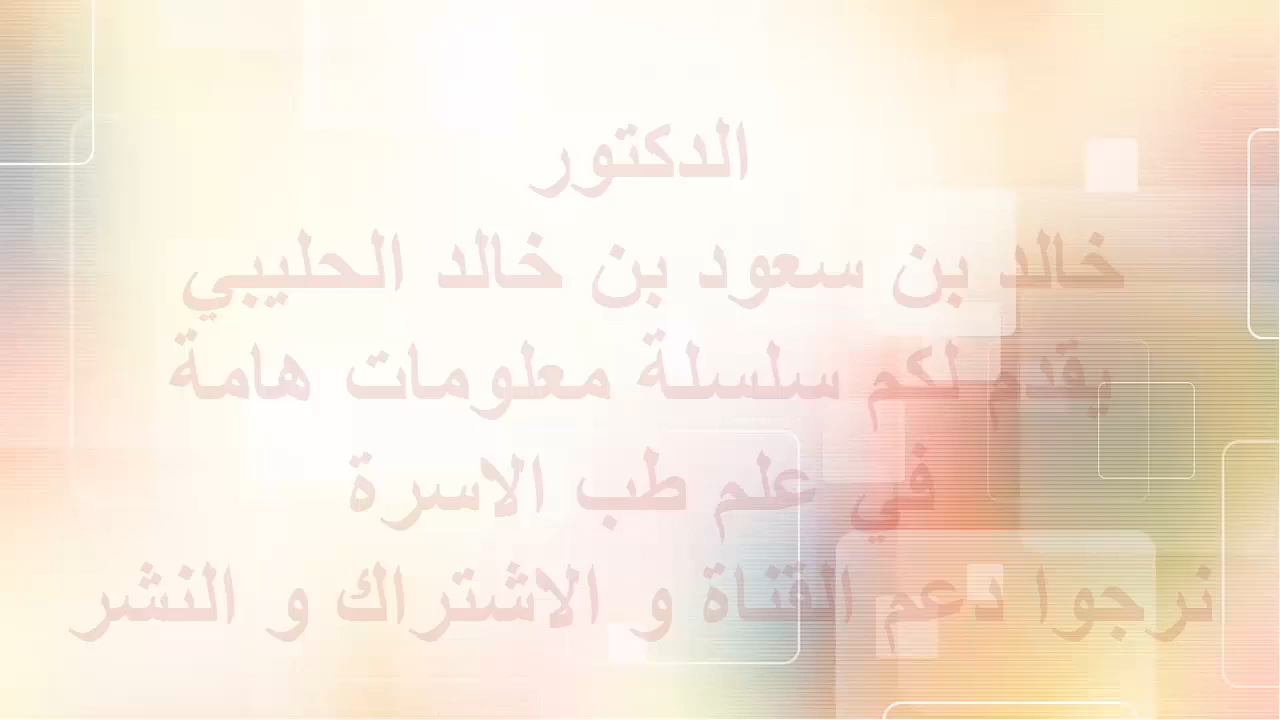 الدكتور
خالد بن سعود بن خالد الحليبي
يقدم لكم سلسلة معلومات هامة
في علم طب الاسرة
نرجوا دعم القناة و الاشتراك و النشر